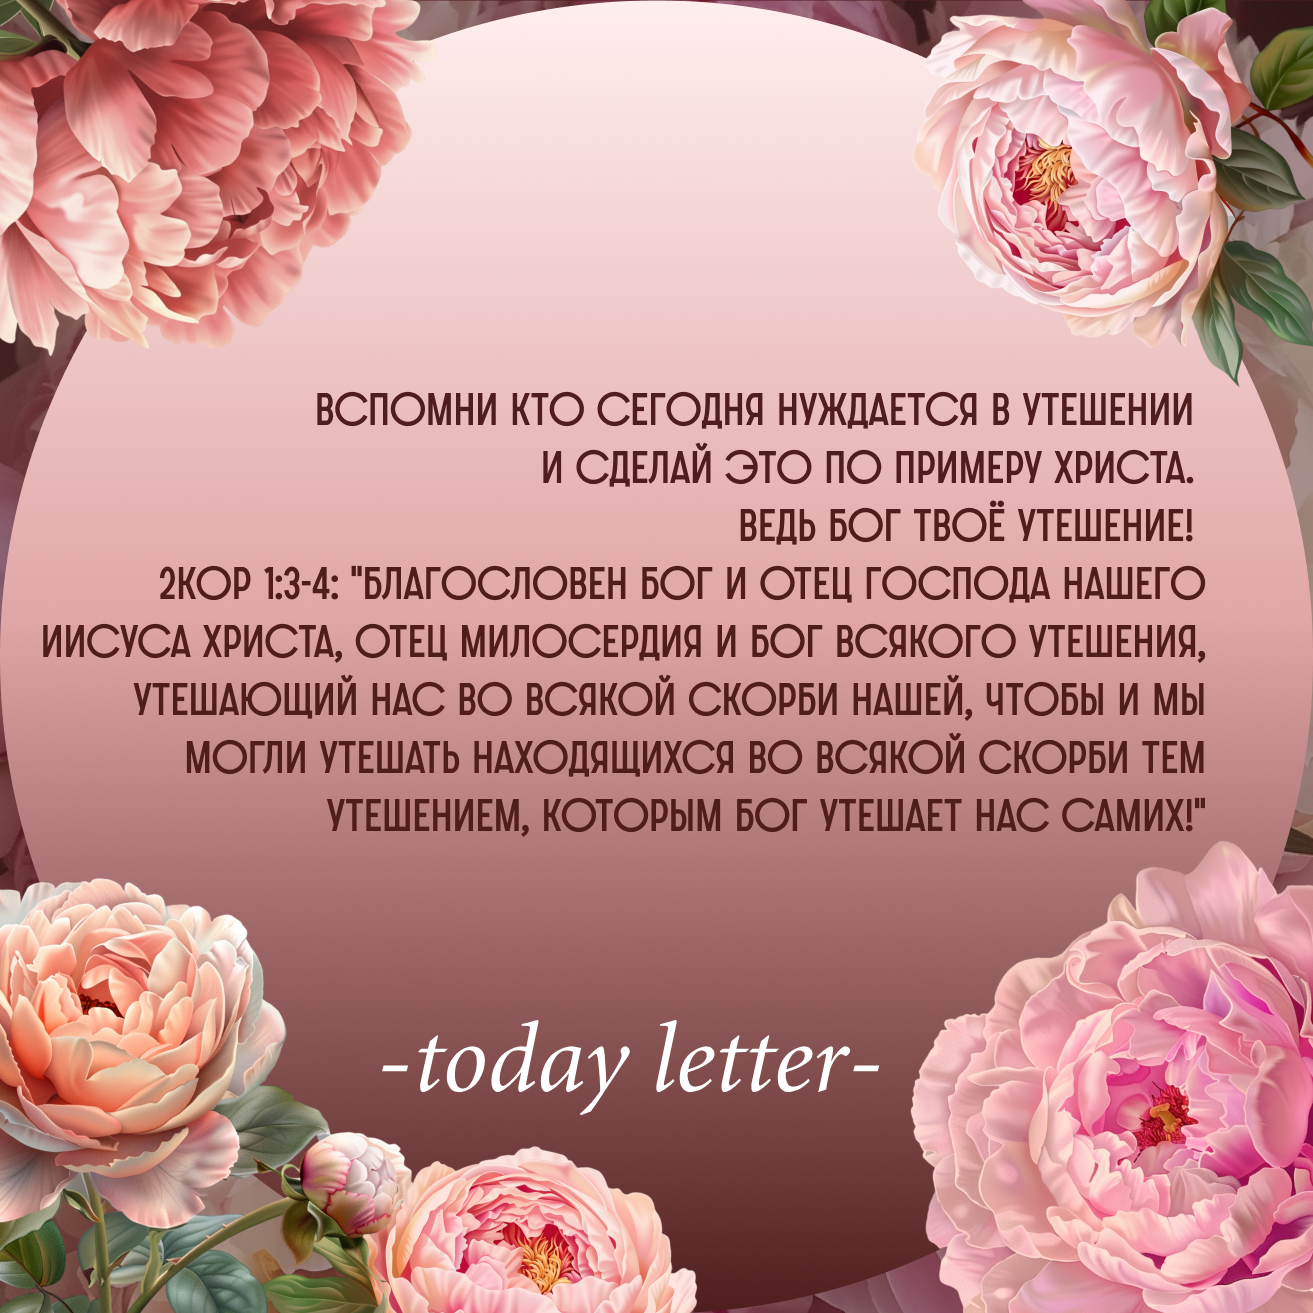 ВСПОМНИ КТО СЕГОДНЯ НУЖДАЕТСЯ В УТЕШЕНИИ
И СДЕЛАЙ ЭТО ПО ПРИМЕРУ ХРИСТА.
ВЕДЬ БОГ ТВОЁ УТЕШЕНИЕ!
2КОР 1:3-4: "БЛАГОСЛОВЕН БОГ И ОТЕЦ ГОСПОДА НАШЕГО
ИИСУСА ХРИСТА, ОТЕЦ МИЛОСЕРДИЯ И БОГ ВСЯКОГО УТЕШЕНИЯ,
УТЕШАЮЩИЙ НАС ВО ВСЯКОЙ СКОРБИ НАШЕЙ, ЧТОБЫ И МЫ
МОГЛИ УТЕШАТЬ НАХОДЯЩИХСЯ ВО ВСЯКОЙ СКОРБИ ТЕМ
УТЕШЕНИЕМ, КОТОРЫМ БОГ УТЕШАЕТ НАС САМИХ!"
-today letter-